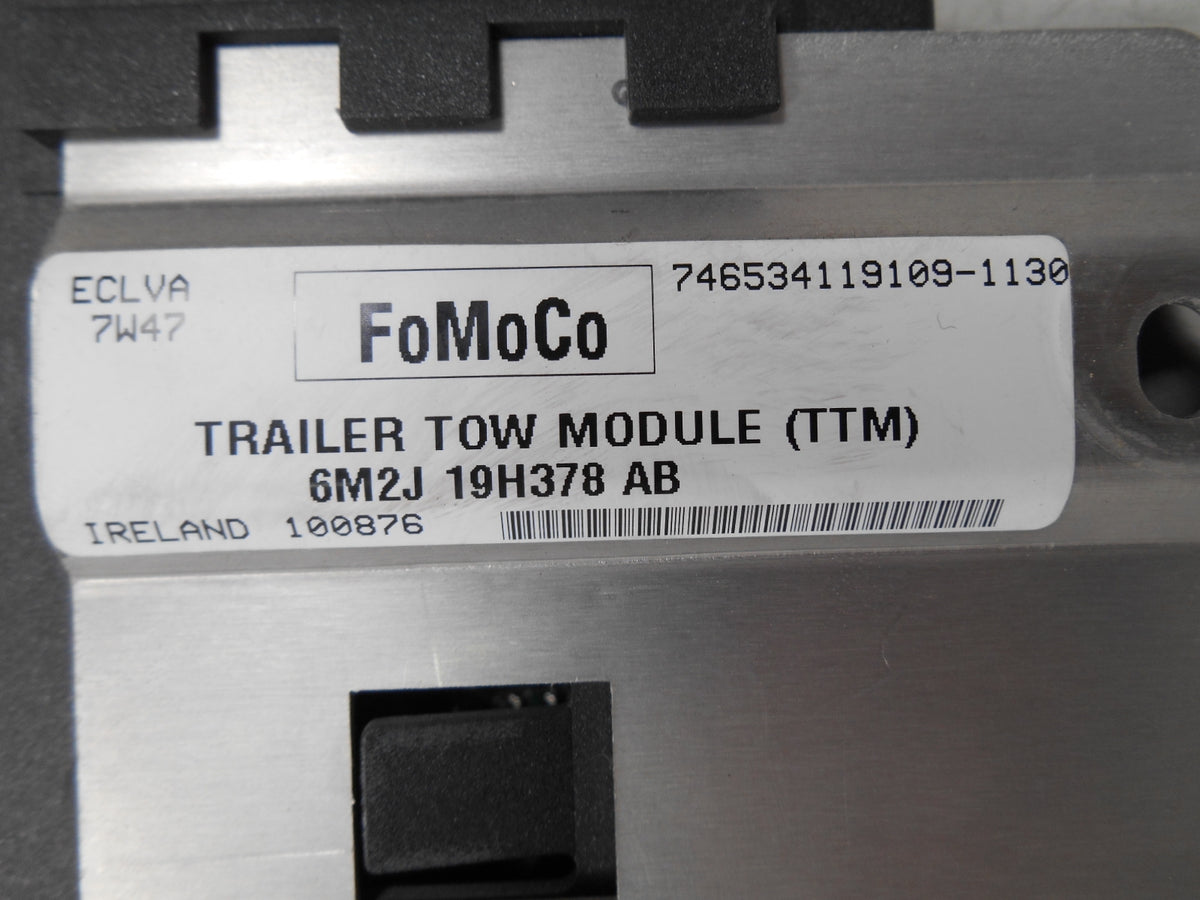 ECLVA
7W47
FoMoCo
746534119109-1130
TRAILER TOW MODULE (TTM)
6M2J 19H378 AB
IRELAND 100876